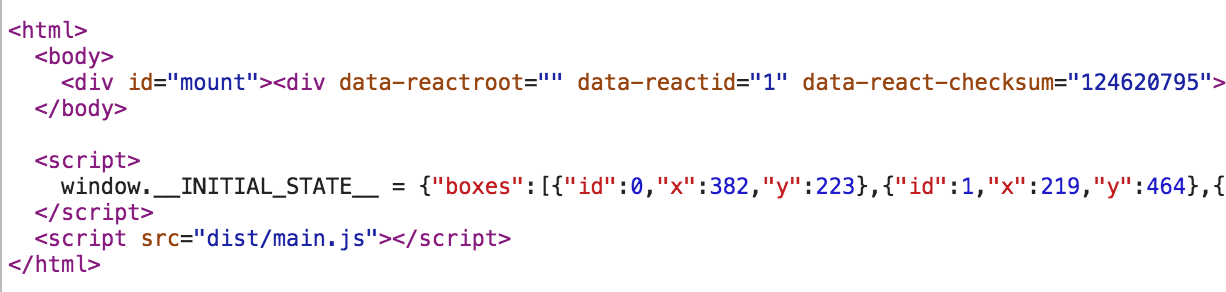 <html>
  <body>
    <div id="mount"><div data-reactroot="" data-reactid="1" data-react-checksum="124620795">
  </body>

  <script>
    window.__INITIAL_STATE__ = {"boxes":[{"id":0,"x":382,"y":223},{"id":1,"x":219,"y":464},{
  </script>
  <script src="dist/main.js"></script>
</html>